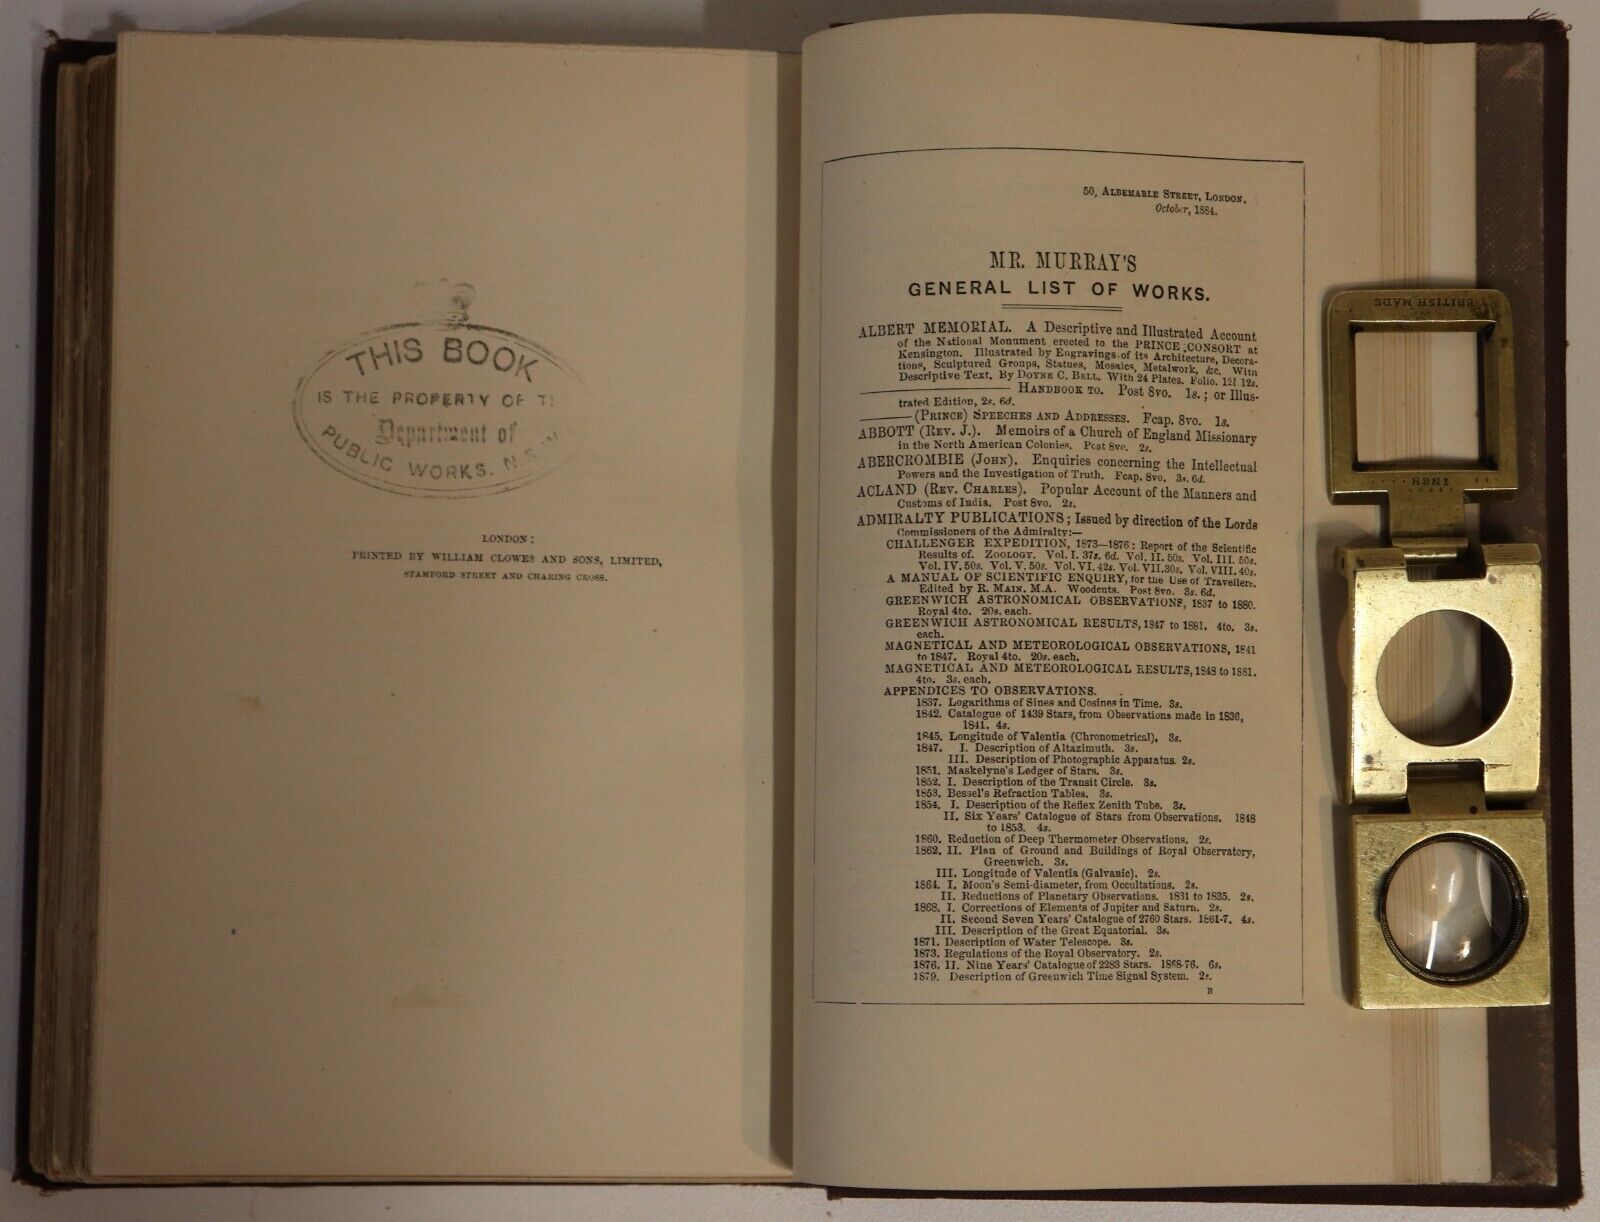 THIS BOOK
IS THE PROPERTY OF
Department of
PUBLIC WORKS. N.S.
LONDON:
PRINTED BY WILLIAM CLOWES AND SONS, LIMITED,
STAMFORD STREET AND CHARING CROSS.
50, ALBEMARLE STREET, LONDON.
October, 1884.
MR. MURRAY'S
GENERAL LIST OF WORKS.
ALBERT MEMORIAL. A Descriptive and Illustrated Account
of the National Monument erected to the PRINCE CONSORT at
Kensington. Illustrated by Engravings of its Architecture, Decora-
tions, Sculptured Groups, Statues, Mosaics, Metalwork, &c. With
Descriptive Text. By DOYNE C. BELL. With 24 Plates. Folio. 12l 12s.
——— HANDBOOK TO. Post 8vo. 1s.; or Illus-
trated Edition, 2s. 6d.
——— (PRINCE) SPEECHES AND ADDRESSES. Fcap. 8vo. 1s.
ABBOTT (REV. J.). Memoirs of a Church of England Missionary
in the North American Colonies. Post 8vo. 2s.
ABERCROMBIE (JOHN). Enquiries concerning the Intellectual
Powers and the Investigation of Truth. Fcap. 8vo. 3s. 6d.
ACLAND (REV. CHARLES). Popular Account of the Manners and
Customs of India. Post 8vo. 2s.
ADMIRALTY PUBLICATIONS; Issued by direction of the Lords
Commissioners of the Admiralty:—
CHALLENGER EXPEDITION, 1873—1876: Report of the Scientific
Results of. ZOOLOGY. Vol. I. 37s. 6d. Vol. II. 50s. Vol. III. 50s.
Vol. IV. 50s. Vol. V. 50s. Vol. VI. 42s. Vol. VII. 30s. Vol. VIII. 40s.
A MANUAL OF SCIENTIFIC ENQUIRY, for the Use of Travellers.
Edited by R. MAIN, M.A. Woodcuts. Post 8vo. 3s. 6d.
GREENWICH ASTRONOMICAL OBSERVATIONS, 1837 to 1880.
Royal 4to. 20s. each.
GREENWICH ASTRONOMICAL RESULTS, 1847 to 1881. 4to. 3s.
each.
MAGNETICAL AND METEOROLOGICAL OBSERVATIONS, 1841
to 1847. Royal 4to. 20s. each.
MAGNETICAL AND METEOROLOGICAL RESULTS, 1848 to 1881.
4to. 3s. each.
APPENDICES TO OBSERVATIONS.
1837. Logarithms of Sines and Cosines in Time. 3s.
1842. Catalogue of 1439 Stars, from Observations made in 1836,
1841. 4s.
1845. Longitude of Valentia (Chronometrical). 3s.
1847. I. Description of Altazimuth. 3s.
III. Description of Photographic Apparatus. 2s.
1851. Maskelyne's Ledger of Stars. 3s.
1852. I. Description of the Transit Circle. 3s.
1853. Bessel's Refraction Tables. 3s.
1854. I. Description of the Reflex Zenith Tube. 3s.
II. Six Years' Catalogue of Stars from Observations. 1848
to 1853. 4s.
1860. Reduction of Deep Thermometer Observations. 2s.
1862. II. Plan of Ground and Buildings of Royal Observatory,
Greenwich. 3s.
III. Longitude of Valentia (Galvanic). 2s.
1864. I. Moon's Semi-diameter, from Occultations. 2s.
II. Reductions of Planetary Observations. 1831 to 1835. 2s.
1868. I. Corrections of Elements of Jupiter and Saturn. 2s.
II. Second Seven Years' Catalogue of 2760 Stars. 1861-7. 4s.
III. Description of the Great Equatorial. 3s.
1871. Description of Water Telescope. 3s.
1873. Regulations of the Royal Observatory. 2s.
1876. II. Nine Years' Catalogue of 2283 Stars. 1868-76. 6s.
1879. Description of Greenwich Time Signal System. 2s.
B
BRITISH MADE
INCH